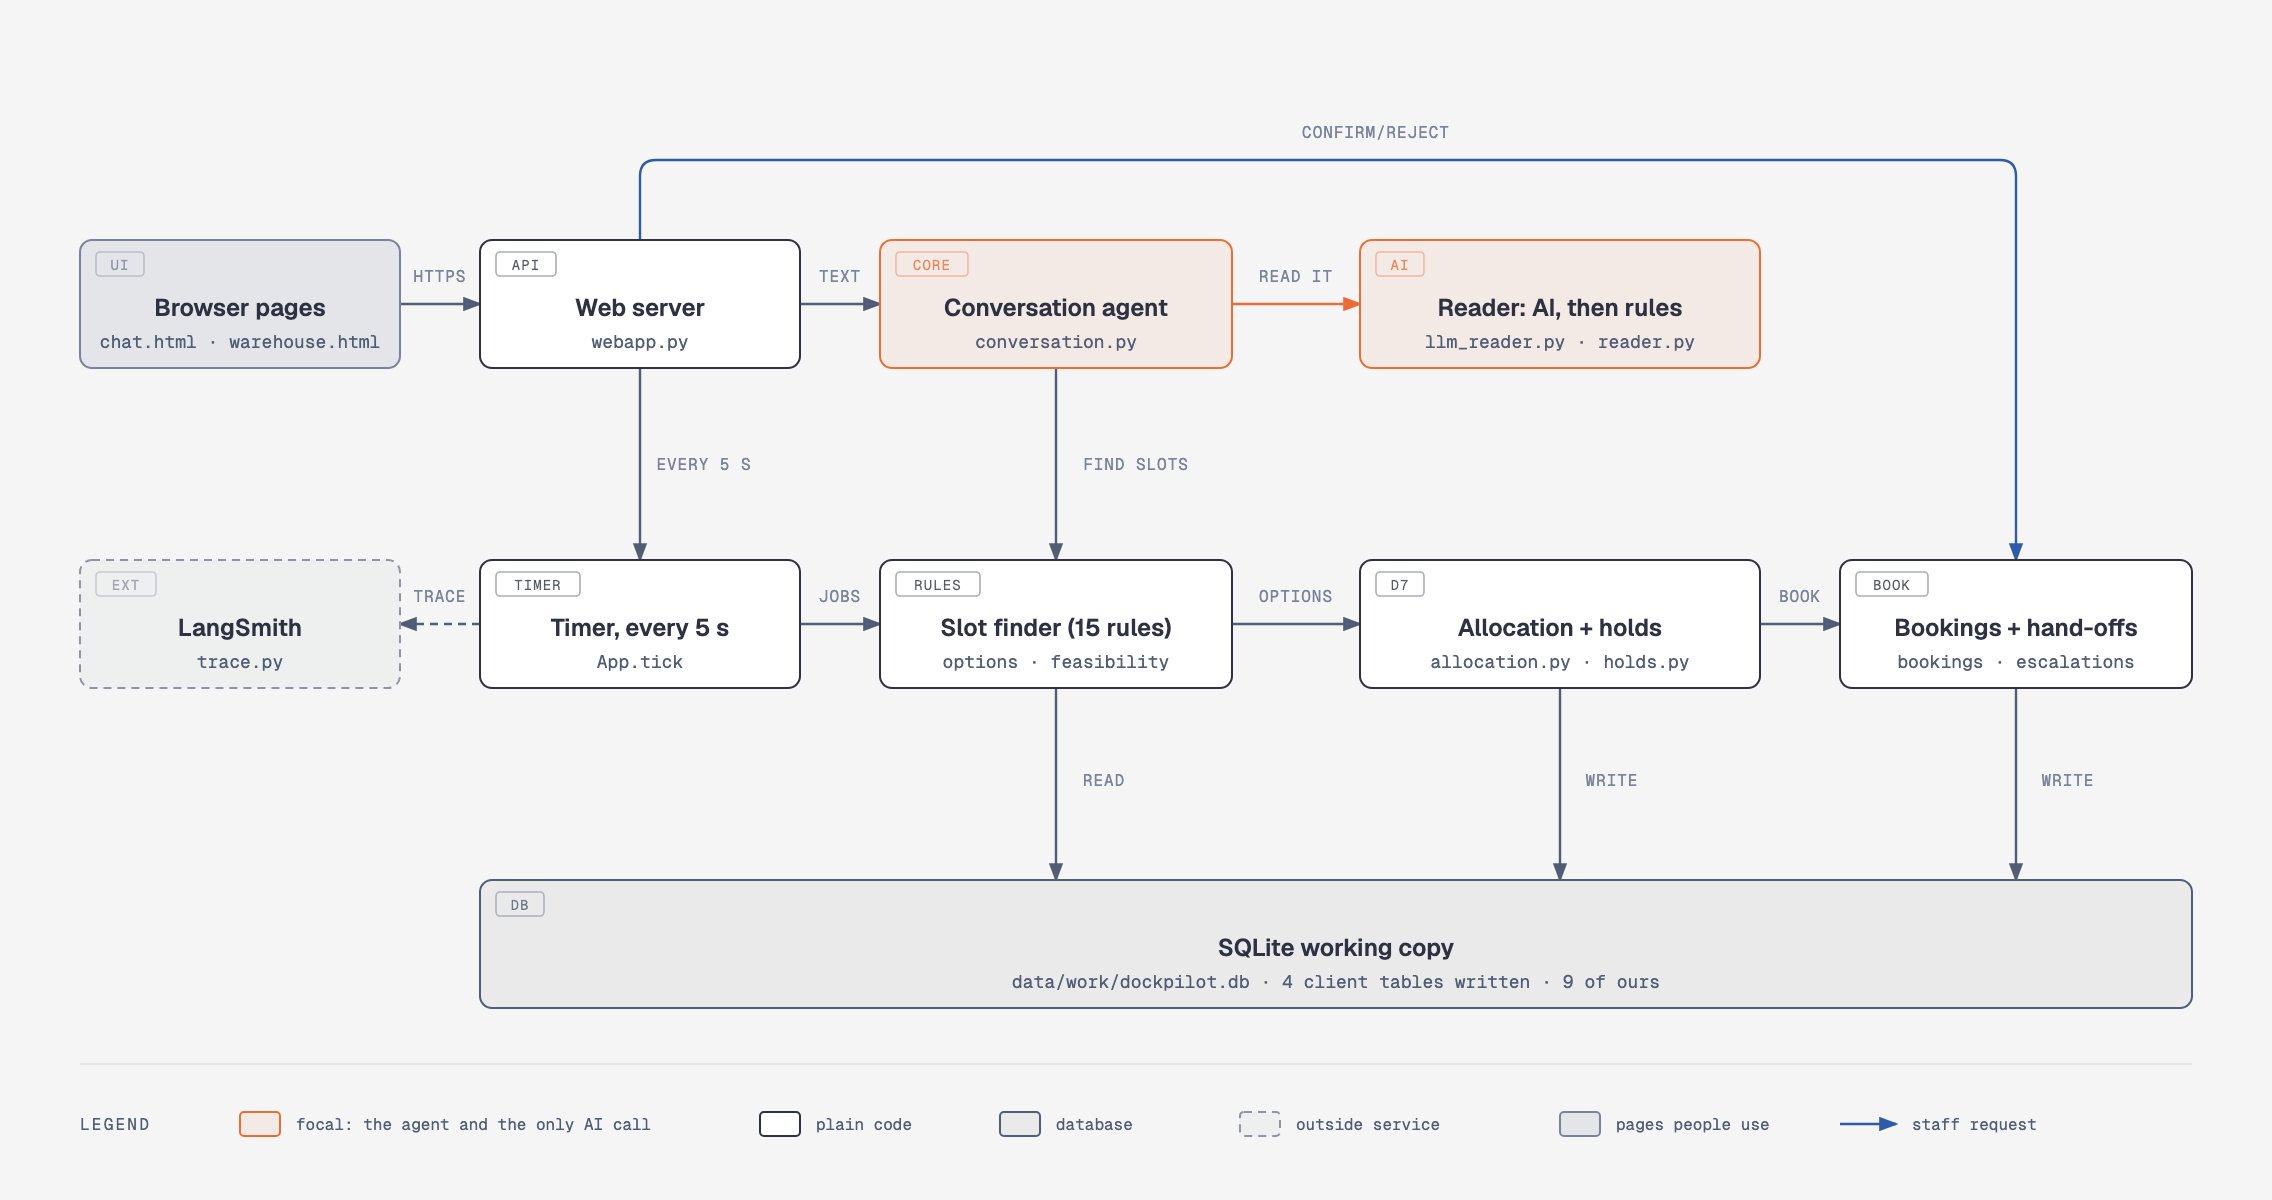 CONFIRM/REJECT
UI
Browser pages
chat.html · warehouse.html
HTTPS
API
Web server
webapp.py
TEXT
CORE
Conversation agent
conversation.py
READ IT
AI
Reader: AI, then rules
llm_reader.py · reader.py
EVERY 5 S
FIND SLOTS
EXT
LangSmith
trace.py
TRACE
TIMER
Timer, every 5 s
App.tick
JOBS
RULES
Slot finder (15 rules)
options · feasibility
OPTIONS
D7
Allocation + holds
allocation.py · holds.py
BOOK
BOOK
Bookings + hand-offs
bookings · escalations
READ
WRITE
WRITE
DB
SQLite working copy
data/work/dockpilot.db · 4 client tables written · 9 of ours
LEGEND
focal: the agent and the only AI call
plain code
database
outside service
pages people use
staff request